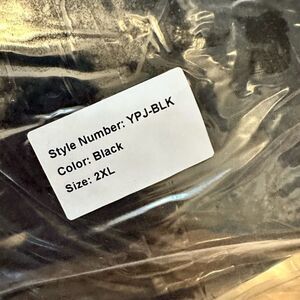 Style Number: YPJ-BLK
Color: Black
Size: 2XL